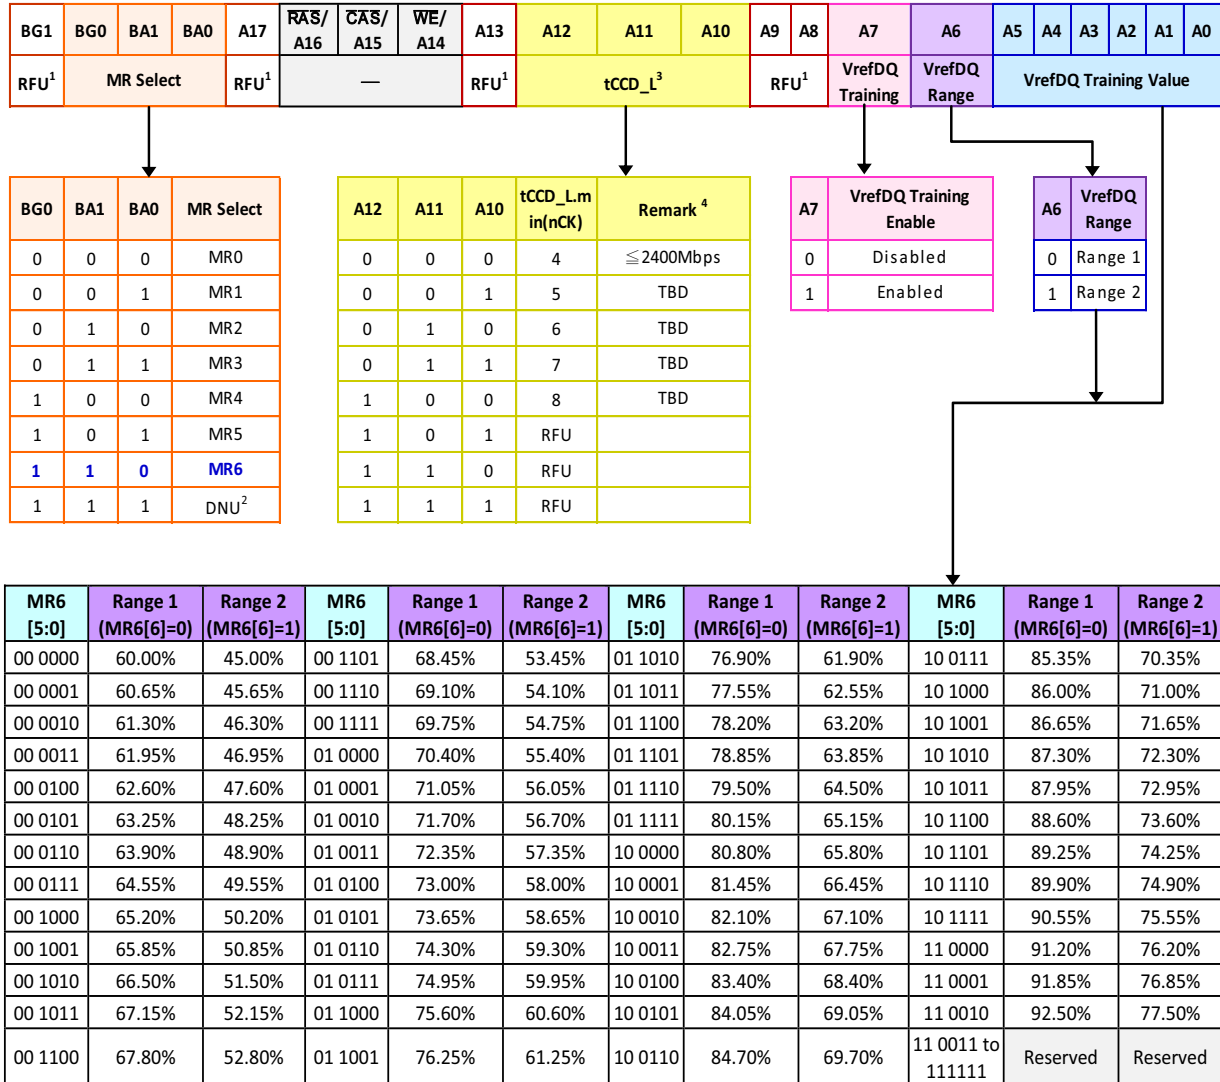 BG1 BG0 BA1 BA0 A17 RAS/ A16 CAS/ A15 WE/ A14 A13 A12 A11 A10 A9 A8 A7 A6 A5 A4 A3 A2 A1 A0
RFU1 MR Select RFU1 — RFU1 tCCD_L3 RFU1 VrefDQ Training VrefDQ Range VrefDQ Training Value
BG0 BA1 BA0 MR Select
0 0 0 MR0
0 0 1 MR1
0 1 0 MR2
0 1 1 MR3
1 0 0 MR4
1 0 1 MR5
1 1 0 MR6
1 1 1 DNU2
A12 A11 A10 tCCD_L.m in(nCK) Remark 4
0 0 0 4 ≦2400Mbps
0 0 1 5 TBD
0 1 0 6 TBD
0 1 1 7 TBD
1 0 0 8 TBD
1 0 1 RFU
1 1 0 RFU
1 1 1 RFU
A7 VrefDQ Training Enable
0 Disabled
1 Enabled
A6 VrefDQ Range
0 Range 1
1 Range 2
MR6 [5:0] Range 1 (MR6[6]=0) Range 2 (MR6[6]=1) MR6 [5:0] Range 1 (MR6[6]=0) Range 2 (MR6[6]=1) MR6 [5:0] Range 1 (MR6[6]=0) Range 2 (MR6[6]=1) MR6 [5:0] Range 1 (MR6[6]=0) Range 2 (MR6[6]=1)
00 0000 60.00% 45.00% 00 1101 68.45% 53.45% 01 1010 76.90% 61.90% 10 0111 85.35% 70.35%
00 0001 60.65% 45.65% 00 1110 69.10% 54.10% 01 1011 77.55% 62.55% 10 1000 86.00% 71.00%
00 0010 61.30% 46.30% 00 1111 69.75% 54.75% 01 1100 78.20% 63.20% 10 1001 86.65% 71.65%
00 0011 61.95% 46.95% 01 0000 70.40% 55.40% 01 1101 78.85% 63.85% 10 1010 87.30% 72.30%
00 0100 62.60% 47.60% 01 0001 71.05% 56.05% 01 1110 79.50% 64.50% 10 1011 87.95% 72.95%
00 0101 63.25% 48.25% 01 0010 71.70% 56.70% 01 1111 80.15% 65.15% 10 1100 88.60% 73.60%
00 0110 63.90% 48.90% 01 0011 72.35% 57.35% 10 0000 80.80% 65.80% 10 1101 89.25% 74.25%
00 0111 64.55% 49.55% 01 0100 73.00% 58.00% 10 0001 81.45% 66.45% 10 1110 89.90% 74.90%
00 1000 65.20% 50.20% 01 0101 73.65% 58.65% 10 0010 82.10% 67.10% 10 1111 90.55% 75.55%
00 1001 65.85% 50.85% 01 0110 74.30% 59.30% 10 0011 82.75% 67.75% 11 0000 91.20% 76.20%
00 1010 66.50% 51.50% 01 0111 74.95% 59.95% 10 0100 83.40% 68.40% 11 0001 91.85% 76.85%
00 1011 67.15% 52.15% 01 1000 75.60% 60.60% 10 0101 84.05% 69.05% 11 0010 92.50% 77.50%
00 1100 67.80% 52.80% 01 1001 76.25% 61.25% 10 0110 84.70% 69.70% 11 0011 to 111111 Reserved Reserved